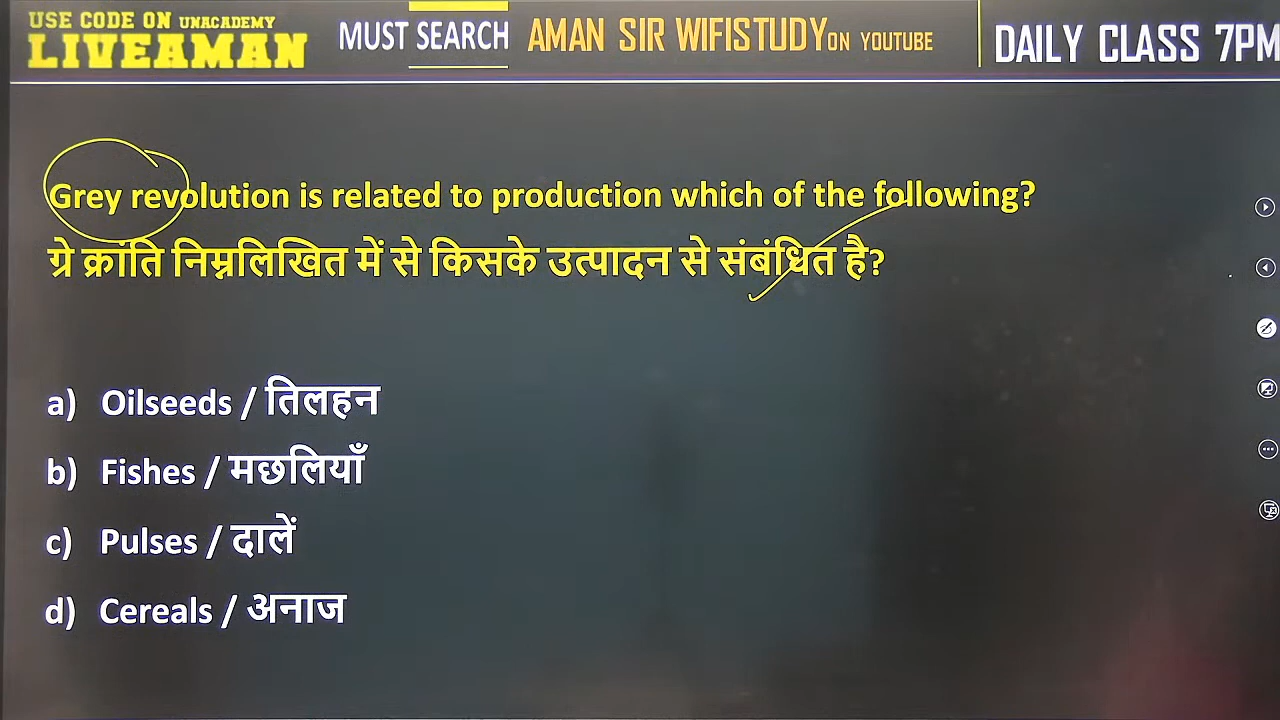 USE CODE ON UNACADEMY
LIVEAMAN
MUST SEARCH AMAN SIR WIFISTUDY ON YOUTUBE
DAILY CLASS 7PM
Grey revolution is related to production which of the following?
ग्रे क्रांति निम्नलिखित में से किसके उत्पादन से संबंधित है?
a) Oilseeds / तिलहन
b) Fishes / मछलियाँ
c) Pulses / दालें
d) Cereals / अनाज